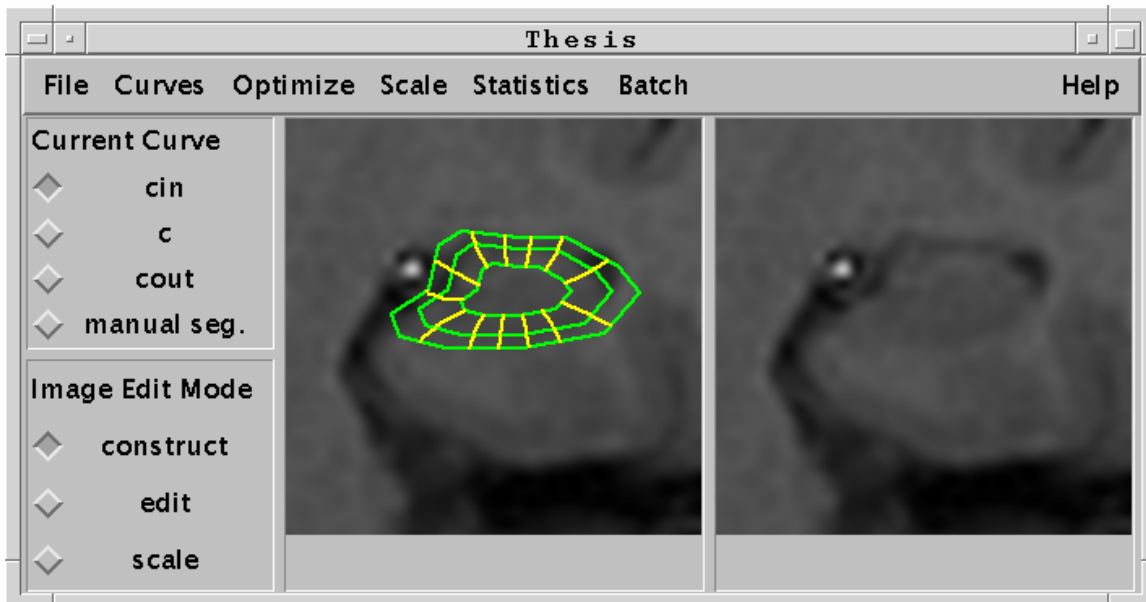 Thesis
File Curves Optimize Scale Statistics Batch Help
Current Curve
cin
c
cout
manual seg.
Image Edit Mode
construct
edit
scale